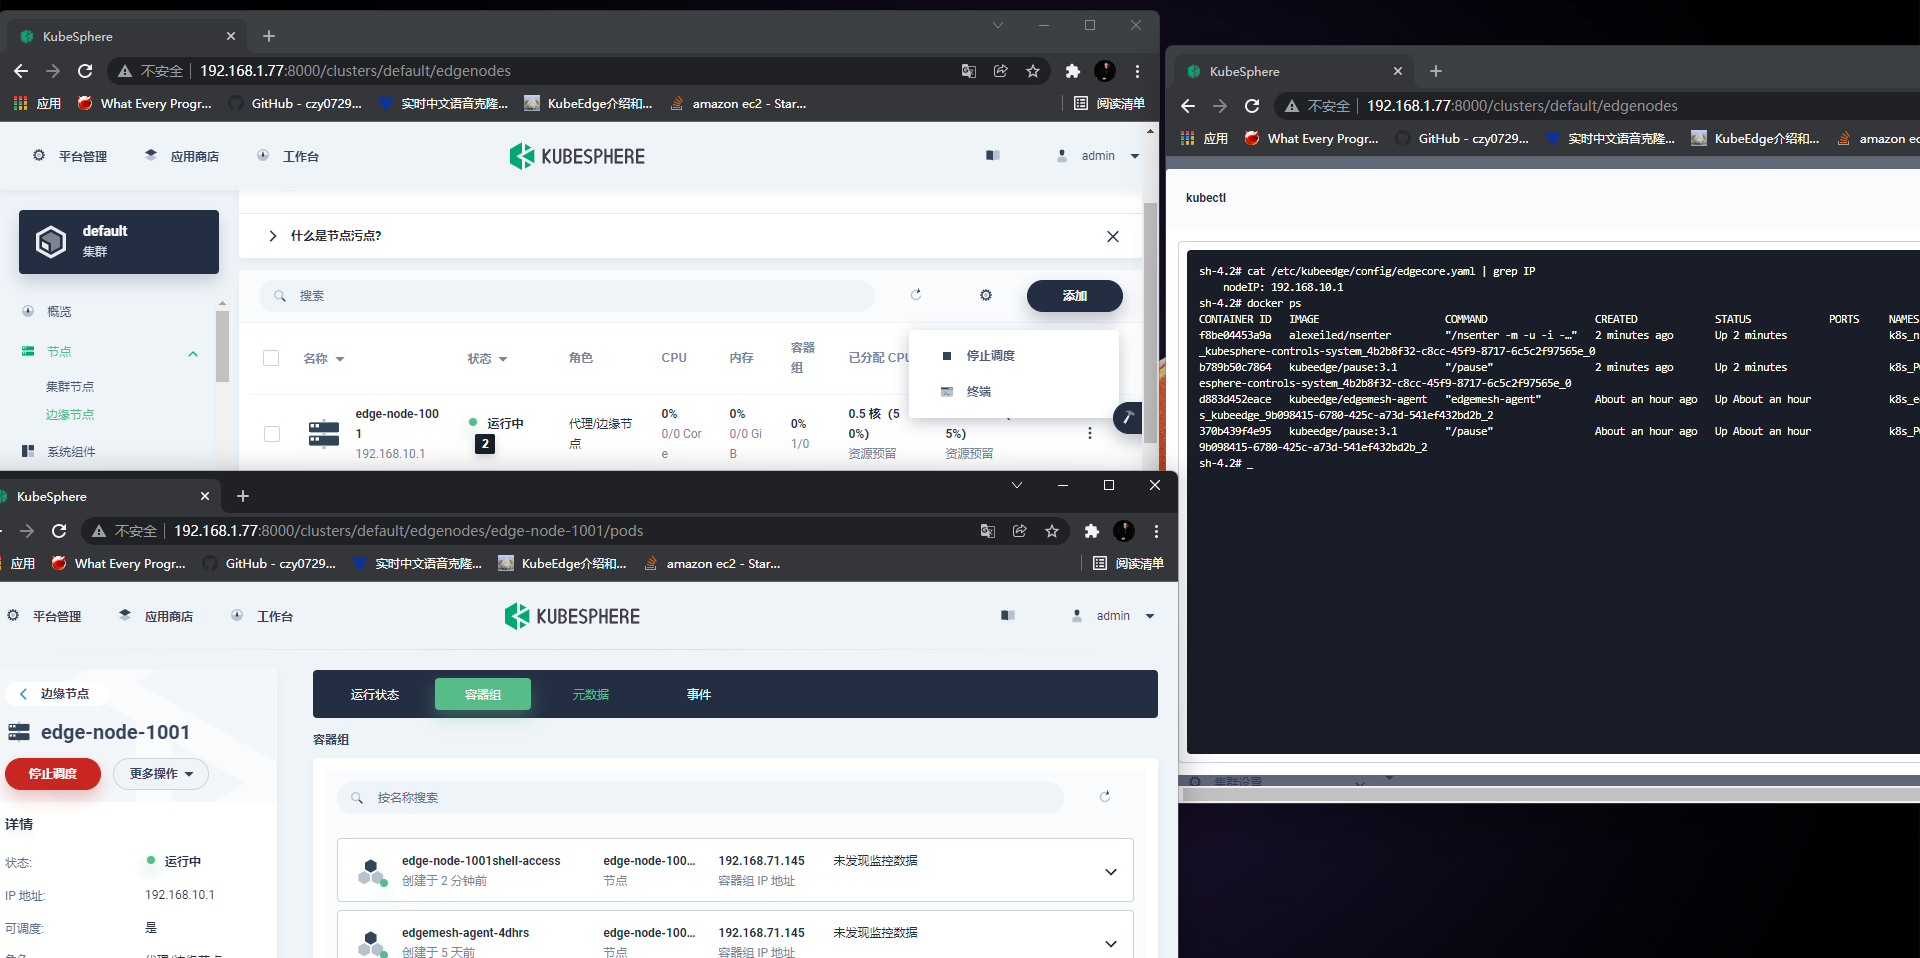 KubeSphere
不安全
192.168.1.77:8000/clusters/default/edgenodes
应用
What Every Progr...
GitHub - czy0729...
实时中文语音克隆...
KubeEdge介绍和...
amazon ec2 - Star...
阅读清单
平台管理
应用商店
工作台
KUBESPHERE
admin
default
集群
概览
节点
集群节点
边缘节点
系统组件
什么是节点污点?
搜索
添加
名称
状态
角色
CPU
内存
容器
组
已分配 CPU
停止调度
终端
edge-node-100
1
192.168.10.1
运行中
2
代理/边缘节
点
0%
0/0 Cor
e
0%
0/0 Gi
B
0%
1/0
0.5 核 (5
0%)
资源预留
5%)
资源预留
KubeSphere
不安全
192.168.1.77:8000/clusters/default/edgenodes/edge-node-1001/pods
应用
What Every Progr...
GitHub - czy0729...
实时中文语音克隆...
KubeEdge介绍和...
amazon ec2 - Star...
阅读清单
平台管理
应用商店
工作台
KUBESPHERE
admin
边缘节点
edge-node-1001
停止调度
更多操作
详情
状态:
运行中
IP 地址:
192.168.10.1
可调度:
是
运行状态
容器组
元数据
事件
容器组
按名称搜索
edge-node-1001shell-access
创建于 2 分钟前
edge-node-100...
节点
192.168.71.145
容器组 IP 地址
未发现监控数据
edgemesh-agent-4dhrs
创建于 5 天前
edge-node-100...
节点
192.168.71.145
容器组 IP 地址
未发现监控数据
KubeSphere
不安全
192.168.1.77:8000/clusters/default/edgenodes
应用
What Every Progr...
GitHub - czy0729...
实时中文语音克隆...
KubeEdge介绍和...
amazon ec
kubectl
sh-4.2# cat /etc/kubeedge/config/edgecore.yaml | grep IP
nodeIP: 192.168.10.1
sh-4.2# docker ps
CONTAINER ID IMAGE COMMAND CREATED STATUS PORTS NAMES
f8be04453a9a alexeiled/nsenter "/nsenter -m -u -i -…" 2 minutes ago Up 2 minutes k8s_n
_kubesphere-controls-system_4b2b8f32-c8cc-45f9-8717-6c5c2f97565e_0
b789b50c7864 kubeedge/pause:3.1 "/pause" 2 minutes ago Up 2 minutes k8s_P
esphere-controls-system_4b2b8f32-c8cc-45f9-8717-6c5c2f97565e_0
d883d452eace kubeedge/edgemesh-agent "edgemesh-agent" About an hour ago Up About an hour k8s_e
s_kubeedge_9b098415-6780-425c-a73d-541ef432bd2b_2
370b439f4e95 kubeedge/pause:3.1 "/pause" About an hour ago Up About an hour k8s_P
9b098415-6780-425c-a73d-541ef432bd2b_2
sh-4.2# _
集群设置